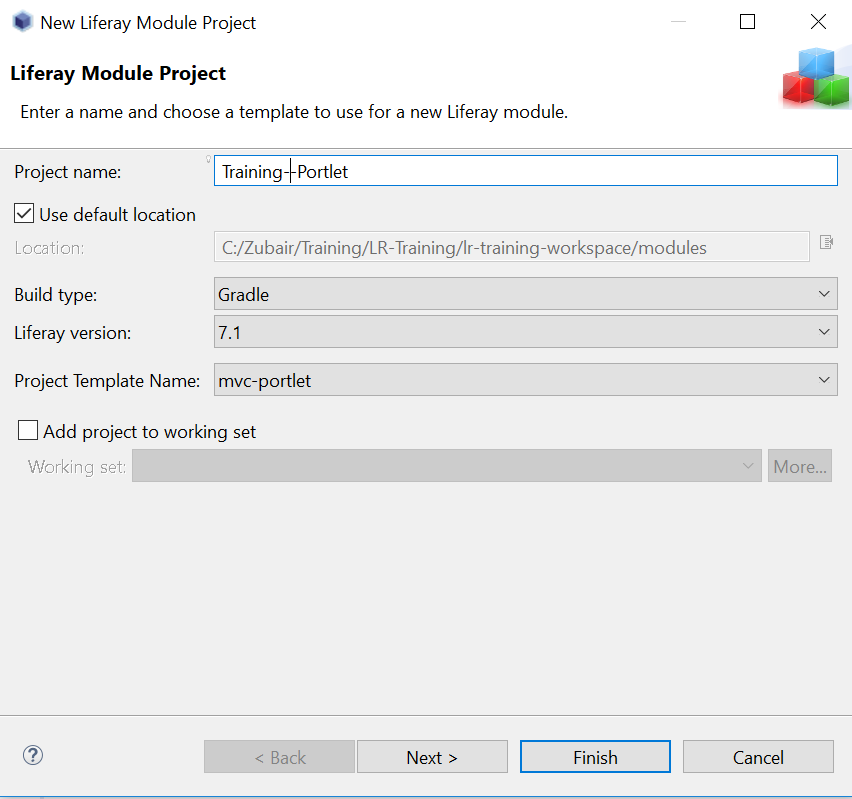 New Liferay Module Project
Liferay Module Project
Enter a name and choose a template to use for a new Liferay module.
Project name: Training--Portlet
Use default location
Location: C:/Zubair/Training/LR-Training/lr-training-workspace/modules
Build type: Gradle
Liferay version: 7.1
Project Template Name: mvc-portlet
Add project to working set
Working set: More...
? < Back Next > Finish Cancel